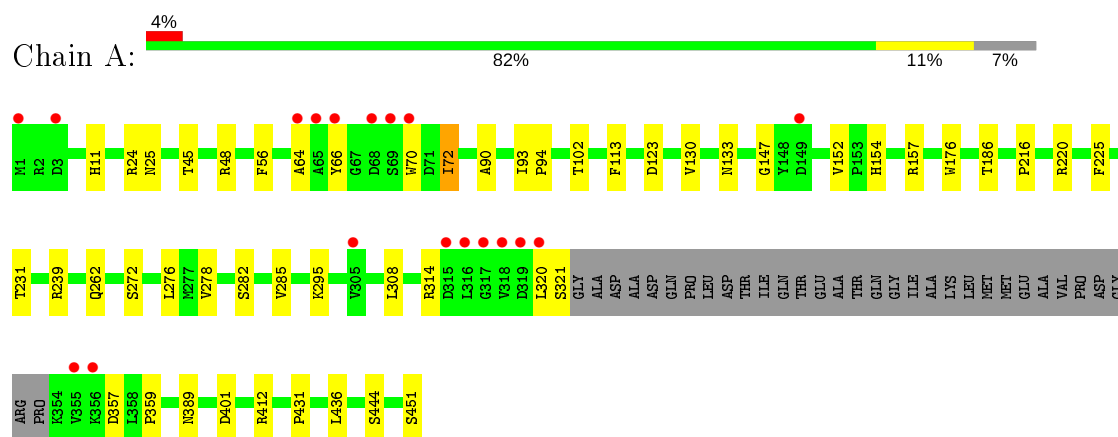 4%
Chain A:
82% 11% 7%
M1 R2 D3 H11 R24 N25 T45 R48 F56 A64 A65 Y66 G67 D68 S69 W70 D71 I72 A90 I93 P94 T102 F113 D123 V130 N133 G147 Y148 D149 V152 P153 H154 R157 W176 T186 P216 R220 F225
T231 R239 Q262 S272 L276 M277 V278 S282 V285 K295 V305 L308 R314 D315 L316 G317 V318 D319 L320 S321 GLY ALA ASP ALA ASP GLN PRO LEU ASP THR ILE GLN THR GLU ALA THR GLN GLY ILE ALA LYS LEU MET MET GLU ALA VAL PRO ASP GLY
ARG PRO K354 V355 K356 D357 L358 P359 N389 D401 R412 P431 L436 S444 S451